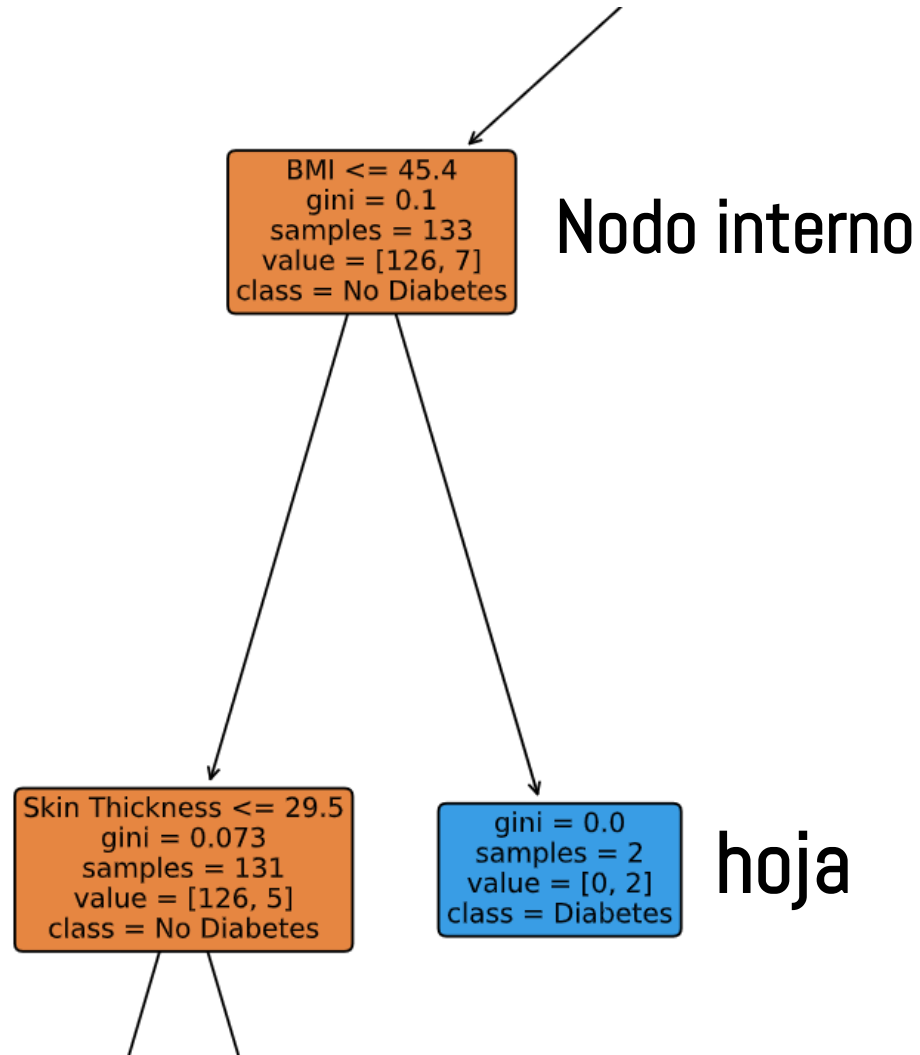 BMI <= 45.4
gini = 0.1
samples = 133
value = [126, 7]
class = No Diabetes
Nodo interno
Skin Thickness <= 29.5
gini = 0.073
samples = 131
value = [126, 5]
class = No Diabetes
gini = 0.0
samples = 2
value = [0, 2]
class = Diabetes
hoja